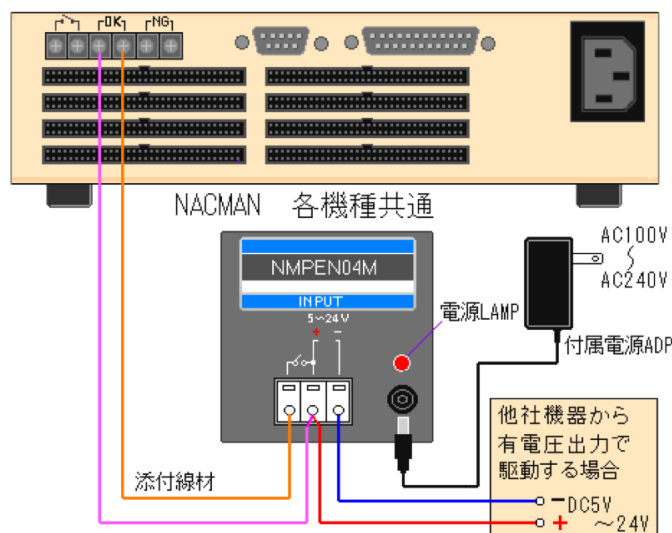 OK
NG
NACMAN 各機種共通
NMPEN04M
INPUT
5~24V
+ −
電源LAMP
AC100V
AC240V
付属電源ADP
添付線材
他社機器から
有電圧出力で
駆動する場合
−DC5V
+ ～24V